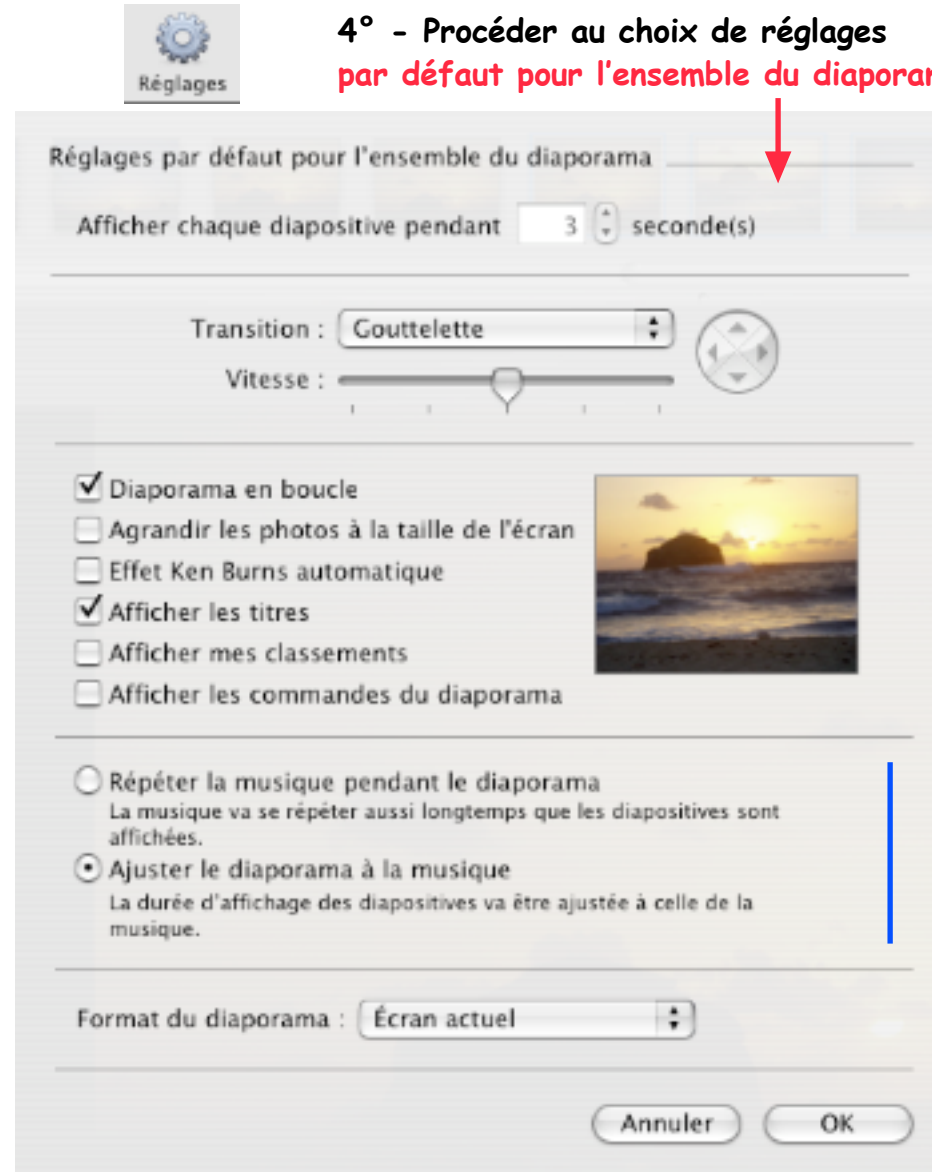 Réglages
4° - Procéder au choix de réglages
par défaut pour l'ensemble du
Réglages par défaut pour l'ensemble du diaporama
Afficher chaque diapositive pendant 3 seconde(s)
Transition : Gouttelette
Vitesse :
Diaporama en boucle
Agrandir les photos à la taille de l'écran
Effet Ken Burns automatique
Afficher les titres
Afficher mes classements
Afficher les commandes du diaporama
Répéter la musique pendant le diaporama
La musique va se répéter aussi longtemps que les diapositives sont
affichées.
Ajuster le diaporama à la musique
La durée d'affichage des diapositives va être ajustée à celle de la
musique.
Format du diaporama : Écran actuel
Annuler OK